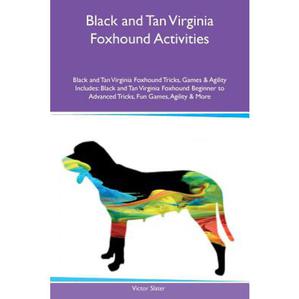 Black and Tan Virginia
Foxhound Activities
Black and Tan Virginia Foxhound Tricks, Games & Agility
Includes: Black and Tan Virginia Foxhound Beginner to
Advanced Tricks, Fun Games, Agility & More
Victor Slater